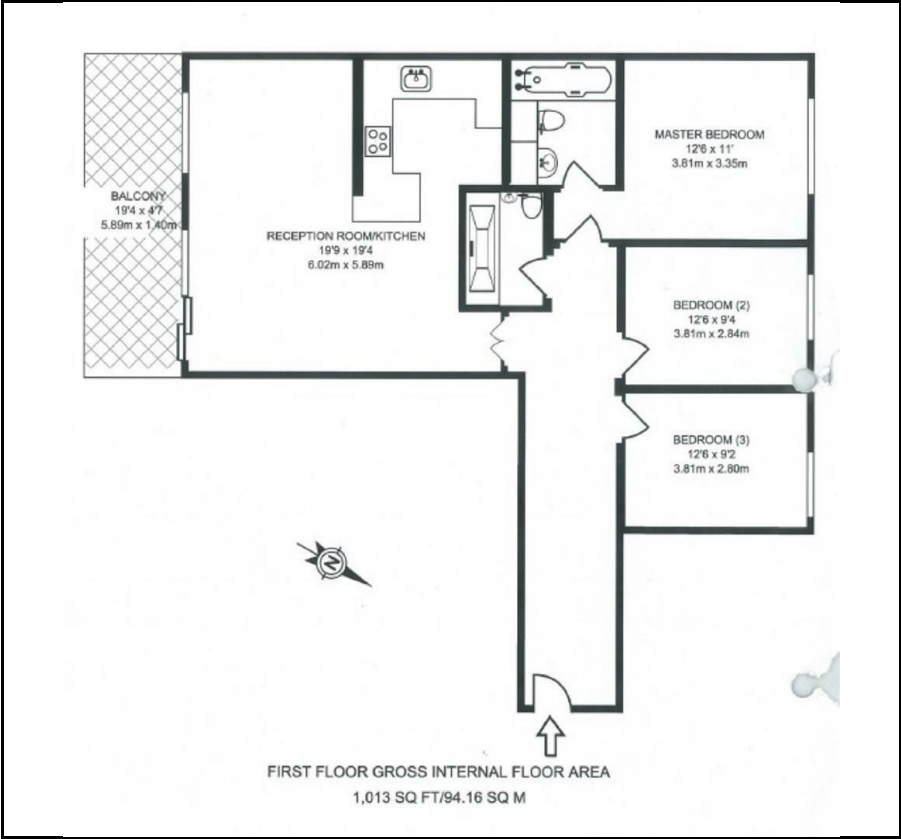 MASTER BEDROOM
12'6 x 11'
3.81m x 3.35m
BALCONY
19'4 x 4'7
5.89m x 1.40m
RECEPTION ROOM/KITCHEN
19'9 x 19'4
6.02m x 5.89m
BEDROOM (2)
12'6 x 9'4
3.81m x 2.84m
BEDROOM (3)
12'6 x 9'2
3.81m x 2.80m
N
FIRST FLOOR GROSS INTERNAL FLOOR AREA
1,013 SQ FT/94.16 SQ M